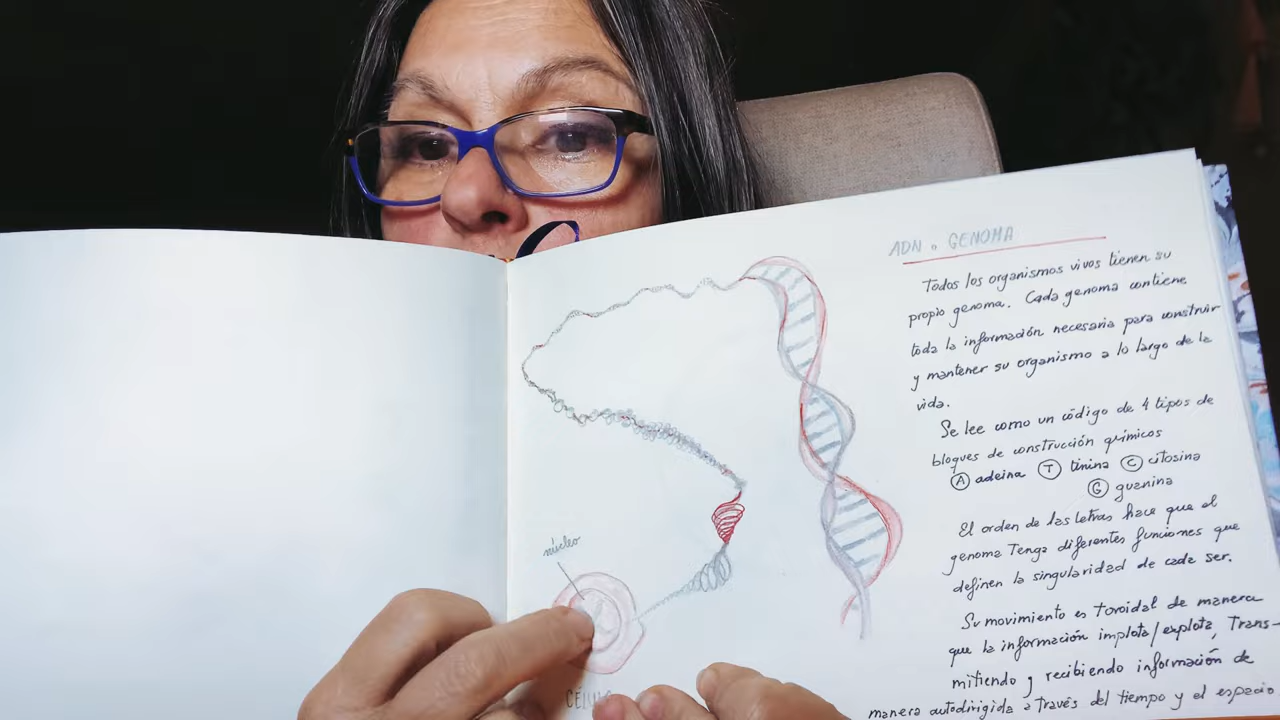 ADN o GENOMA
Todos los organismos vivos tienen su
propio genoma. Cada genoma contiene
toda la información necesaria para construir
y mantener su organismo a lo largo de la
vida.
Se lee como un código de 4 tipos de
bloques de construcción químicos
A adeina T tinina C citosina
G guanina
El orden de las letras hace que el
genoma Tenga diferentes funciones que
definen la singularidad de cada ser.
Su movimiento es toroidal de manera
que la información implota/explota, Trans-
mitiendo y recibiendo información de
manera autodirigida a través del tiempo y el espacio
núcleo